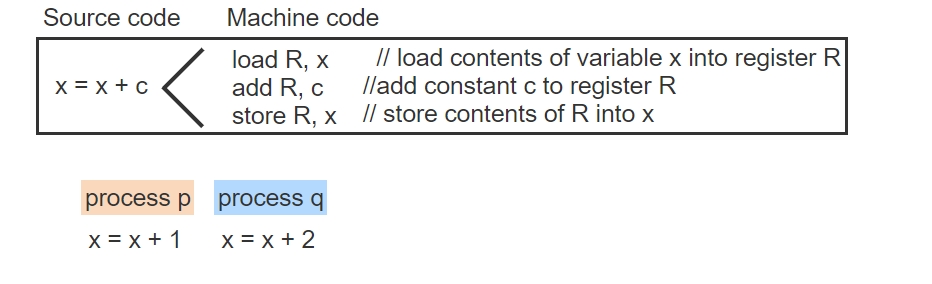 Source code Machine code
load R, x // load contents of variable x into register R
x = x + c add R, c //add constant c to register R
store R, x // store contents of R into x
process p process q
x = x + 1 x = x + 2